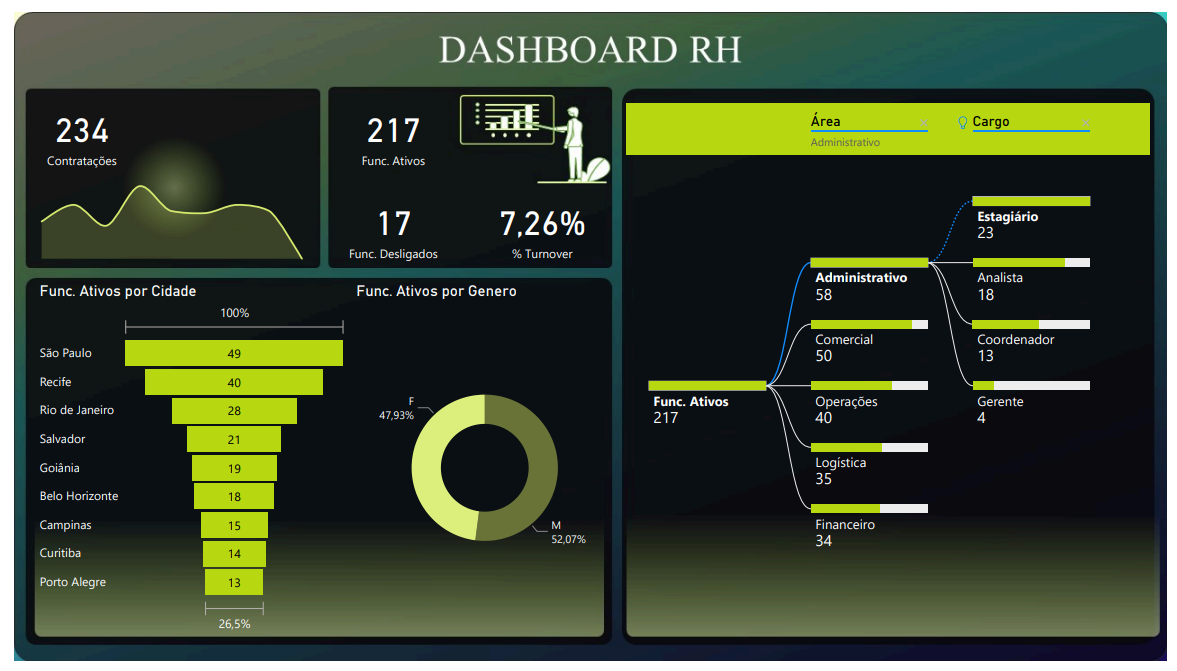 DASHBOARD RH
234
Contratações
217
Func. Ativos
17
Func. Desligados
7,26%
% Turnover
Func. Ativos por Cidade
100%
São Paulo 49
Recife 40
Rio de Janeiro 28
Salvador 21
Goiânia 19
Belo Horizonte 18
Campinas 15
Curitiba 14
Porto Alegre 13
26,5%
Func. Ativos por Genero
F
47,93%
M
52,07%
Área
Administrativo
Cargo
Func. Ativos
217
Administrativo
58
Comercial
50
Operações
40
Logística
35
Financeiro
34
Estagiário
23
Analista
18
Coordenador
13
Gerente
4